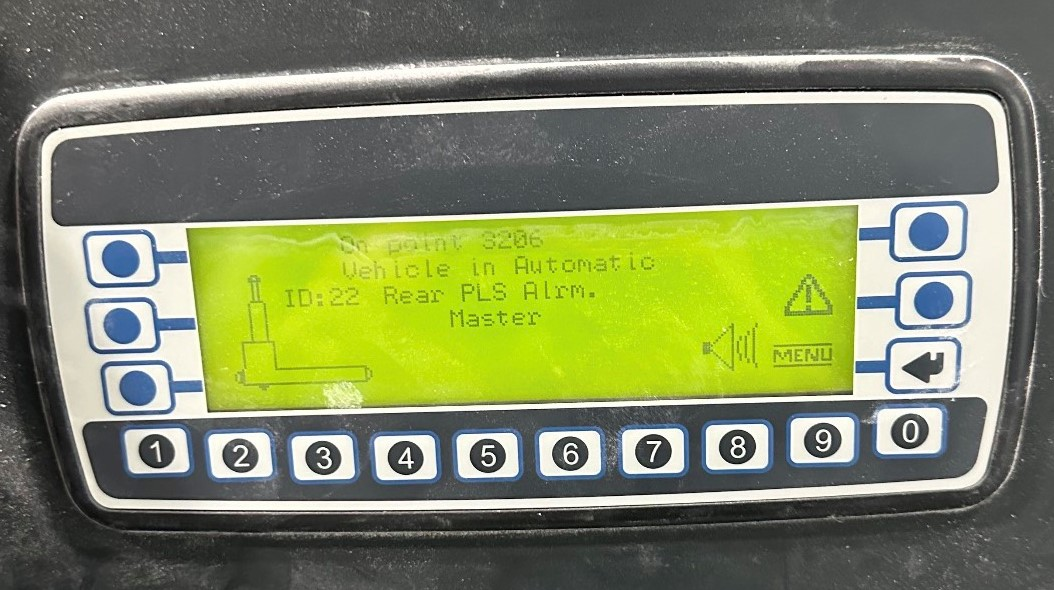 On point 3206
Vehicle in Automatic
ID:22 Rear PLS Alrm.
Master
MENU
1 2 3 4 5 6 7 8 9 0